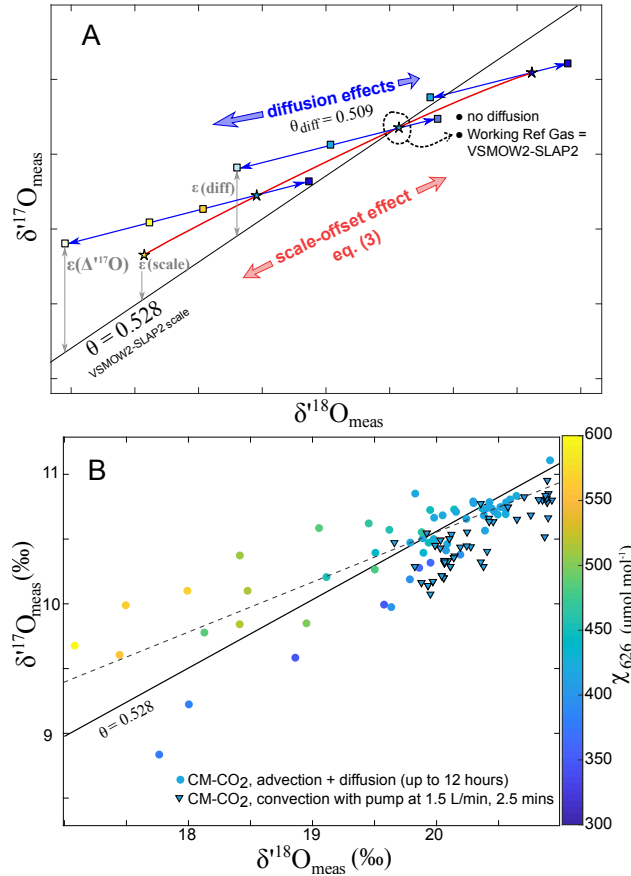 A
diffusion effects
θdiff = 0.509
no diffusion
Working Ref Gas =
VSMOW2-SLAP2
ε(diff)
scale-offset effect
eq. (3)
ε(Δ'¹⁷O)
ε(scale)
θ = 0.528
VSMOW2-SLAP2 scale
δ'¹⁷Omeas
δ'¹⁸Omeas
B
600
550
500
450
400
350
300
χ626 (μmol mol⁻¹)
11
10
9
δ'¹⁷Omeas (‰)
θ = 0.528
CM-CO₂, advection + diffusion (up to 12 hours)
CM-CO₂, convection with pump at 1.5 L/min, 2.5 mins
18
19
20
δ'¹⁸Omeas (‰)